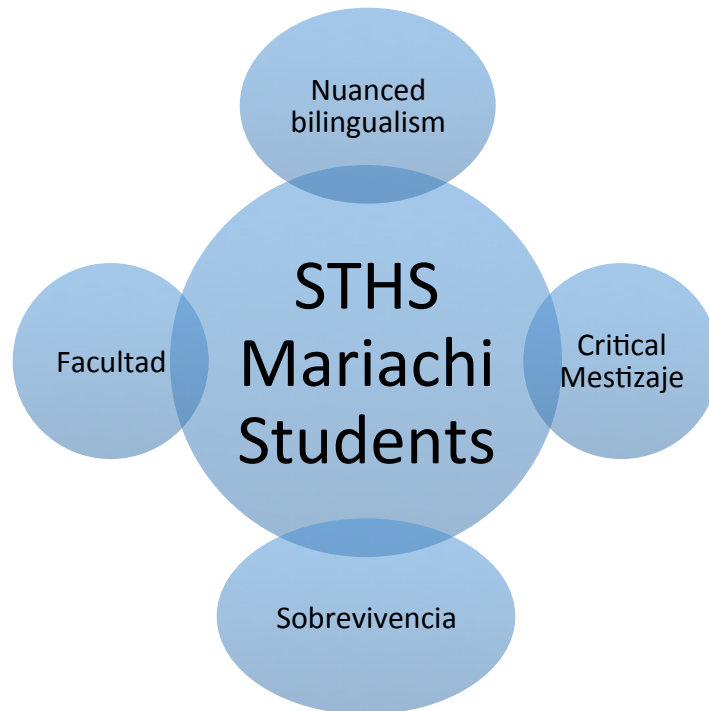 Nuanced
bilingualism
STHS
Mariachi
Students
Facultad
Critical
Mestizaje
Sobrevivencia